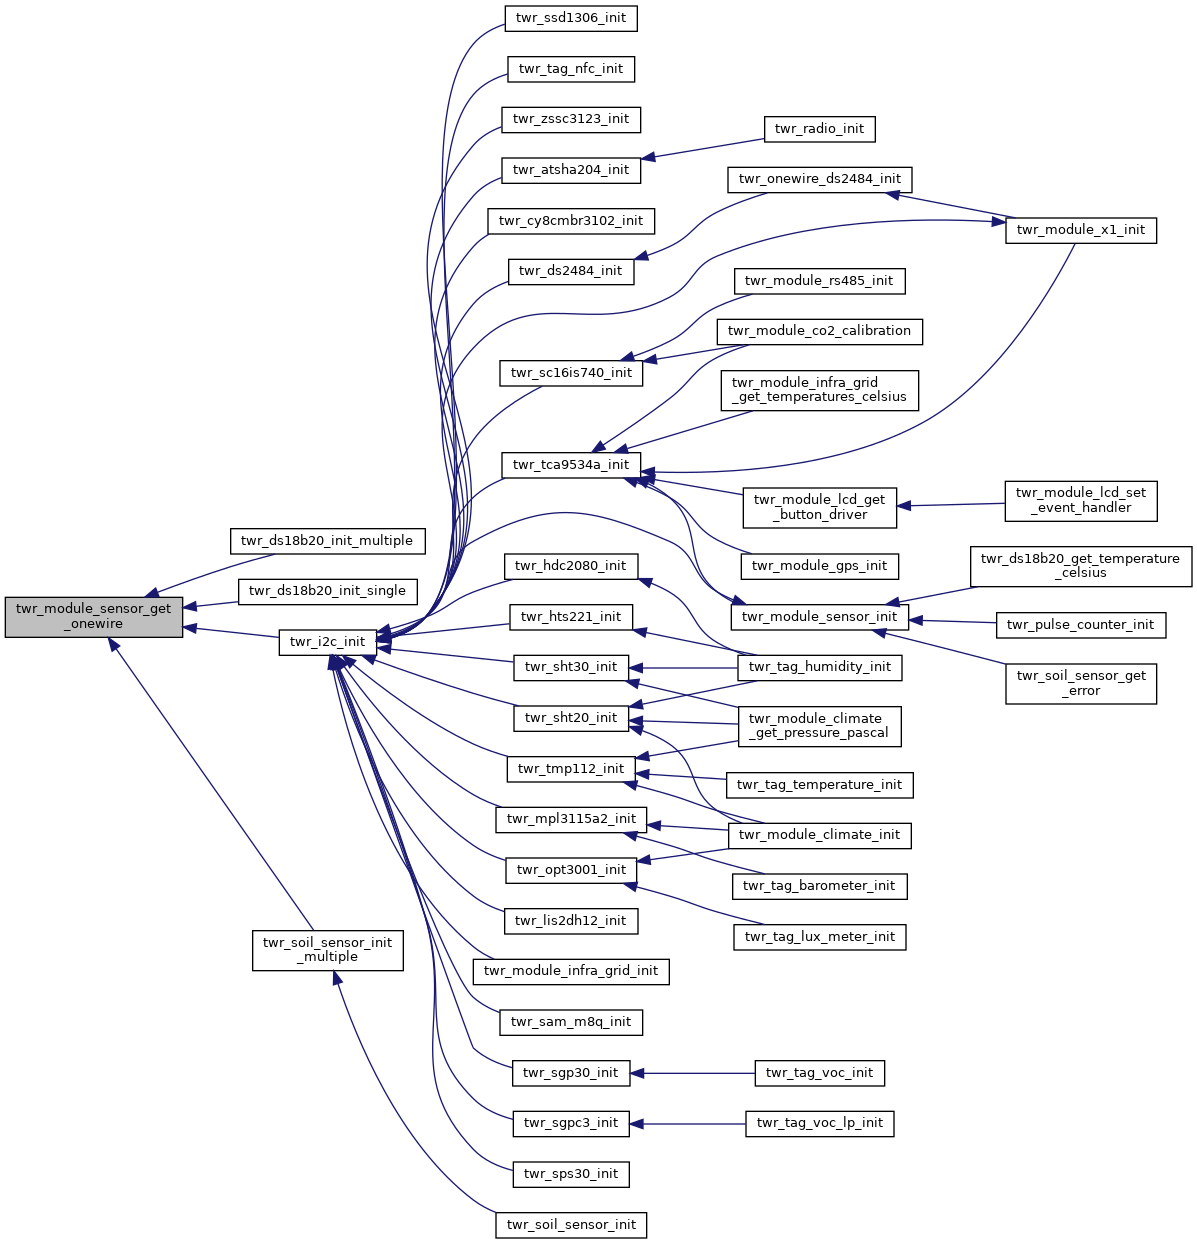 twr_ssd1306_init
twr_tag_nfc_init
twr_zssc3123_init
twr_radio_init
twr_atsha204_init
twr_onewire_ds2484_init
twr_cy8cmbr3102_init
twr_module_x1_init
twr_ds2484_init
twr_module_rs485_init
twr_module_co2_calibration
twr_sc16is740_init
twr_module_infra_grid
_get_temperatures_celsius
twr_tca9534a_init
twr_module_lcd_get
_button_driver
twr_module_lcd_set
_event_handler
twr_ds18b20_init_multiple
twr_hdc2080_init
twr_module_gps_init
twr_ds18b20_get_temperature
_celsius
twr_ds18b20_init_single
twr_module_sensor_get
_onewire
twr_hts221_init
twr_module_sensor_init
twr_pulse_counter_init
twr_i2c_init
twr_sht30_init
twr_tag_humidity_init
twr_soil_sensor_get
_error
twr_sht20_init
twr_module_climate
_get_pressure_pascal
twr_tmp112_init
twr_tag_temperature_init
twr_mpl3115a2_init
twr_module_climate_init
twr_opt3001_init
twr_tag_barometer_init
twr_lis2dh12_init
twr_tag_lux_meter_init
twr_soil_sensor_init
_multiple
twr_module_infra_grid_init
twr_sam_m8q_init
twr_sgp30_init
twr_tag_voc_init
twr_sgpc3_init
twr_tag_voc_lp_init
twr_sps30_init
twr_soil_sensor_init